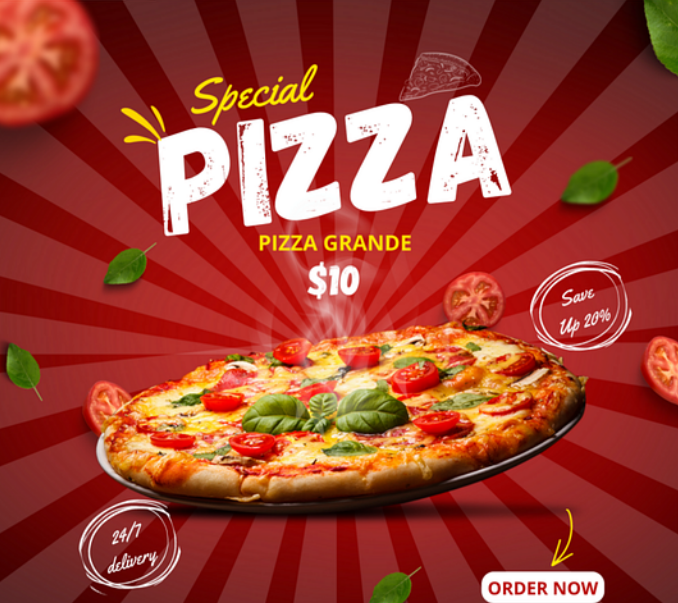 Special
PIZZA
PIZZA GRANDE
$10
Save
Up 20%
24/7
delivery
ORDER NOW